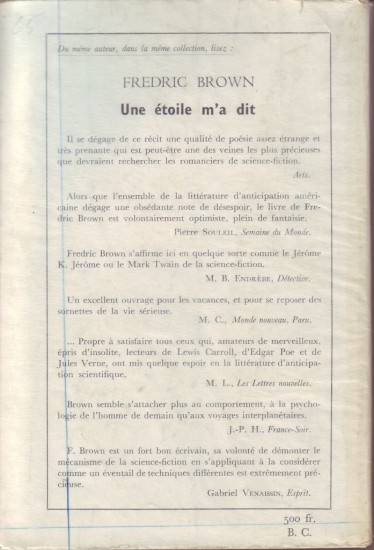 Du même auteur, dans la même collection, lisez :
FREDRIC BROWN
Une étoile m'a dit
Il se dégage de ce récit une qualité de poésie assez étrange et
très prenante qui est peut-être une des veines les plus précieuses
que devraient rechercher les romanciers de science-fiction.
Arts.
Alors que l'ensemble de la littérature d'anticipation améri-
caine dégage une obsédante note de désespoir, le livre de Fre-
dric Brown est volontairement optimiste, plein de fantaisie.
Pierre SOULEIL, Semaine du Monde.
Fredric Brown s'affirme ici en quelque sorte comme le Jérôme
K. Jérôme ou le Mark Twain de la science-fiction.
M. B. ENDRÈBE, Détective.
Un excellent ouvrage pour les vacances, et pour se reposer des
sornettes de la vie sérieuse.
M. C., Monde nouveau, Paru.
... Propre à satisfaire tous ceux qui, amateurs de merveilleux,
épris d'insolite, lecteurs de Lewis Carroll, d'Edgar Poe et de
Jules Verne, ont mis quelque espoir en la littérature d'antici-
pation scientifique.
M. L., Les Lettres nouvelles.
Brown semble s'attacher plus au comportement, à la psycho-
logie de l'homme de demain qu'aux voyages interplanétaires.
J.-P. H., France-Soir.
F. Brown est un fort bon écrivain, sa volonté de démonter le
mécanisme de la science-fiction en s'appliquant à la considérer
comme un éventail de techniques différentes est extrêmement pré-
cieuse.
Gabriel VENAISSIN, Esprit.
500 fr.
B. C.